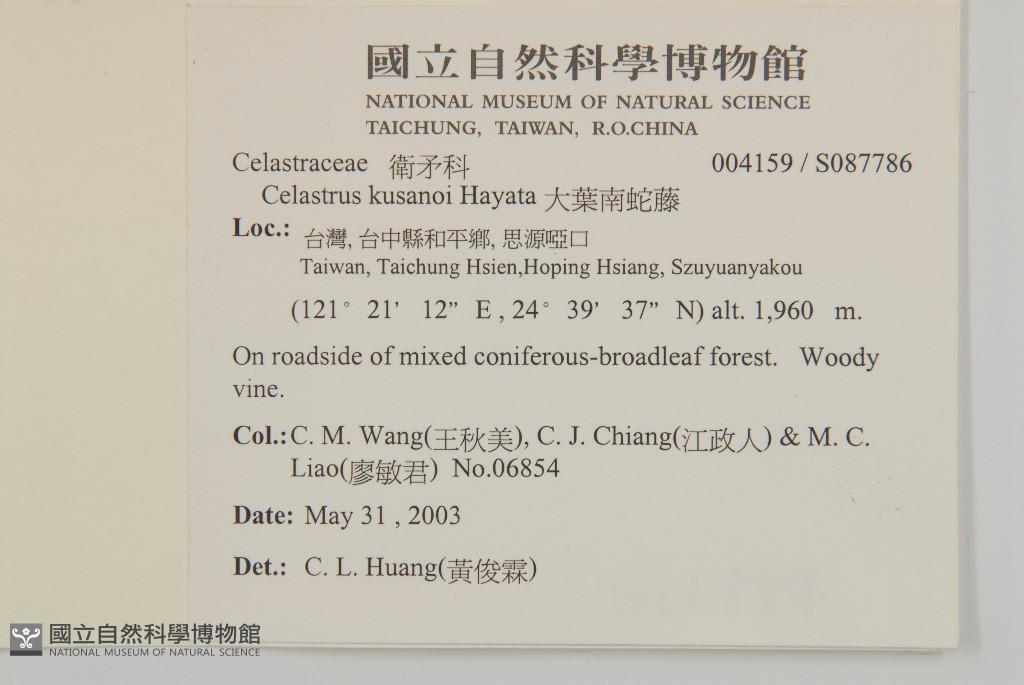 國立自然科學博物館
NATIONAL MUSEUM OF NATURAL SCIENCE
TAICHUNG, TAIWAN, R.O.CHINA
Celastraceae 衛矛科 004159 / S087786
Celastrus kusanoi Hayata 大葉南蛇藤
Loc.: 台灣, 台中縣和平鄉, 思源啞口
Taiwan, Taichung Hsien,Hoping Hsiang, Szuyuanyakou
(121° 21’ 12” E , 24° 39’ 37” N) alt. 1,960 m.
On roadside of mixed coniferous-broadleaf forest. Woody
vine.
Col.: C. M. Wang(王秋美), C. J. Chiang(江政人) & M. C.
Liao(廖敏君) No.06854
Date: May 31 , 2003
Det.: C. L. Huang(黃俊霖)
國立自然科學博物館
NATIONAL MUSEUM OF NATURAL SCIENCE